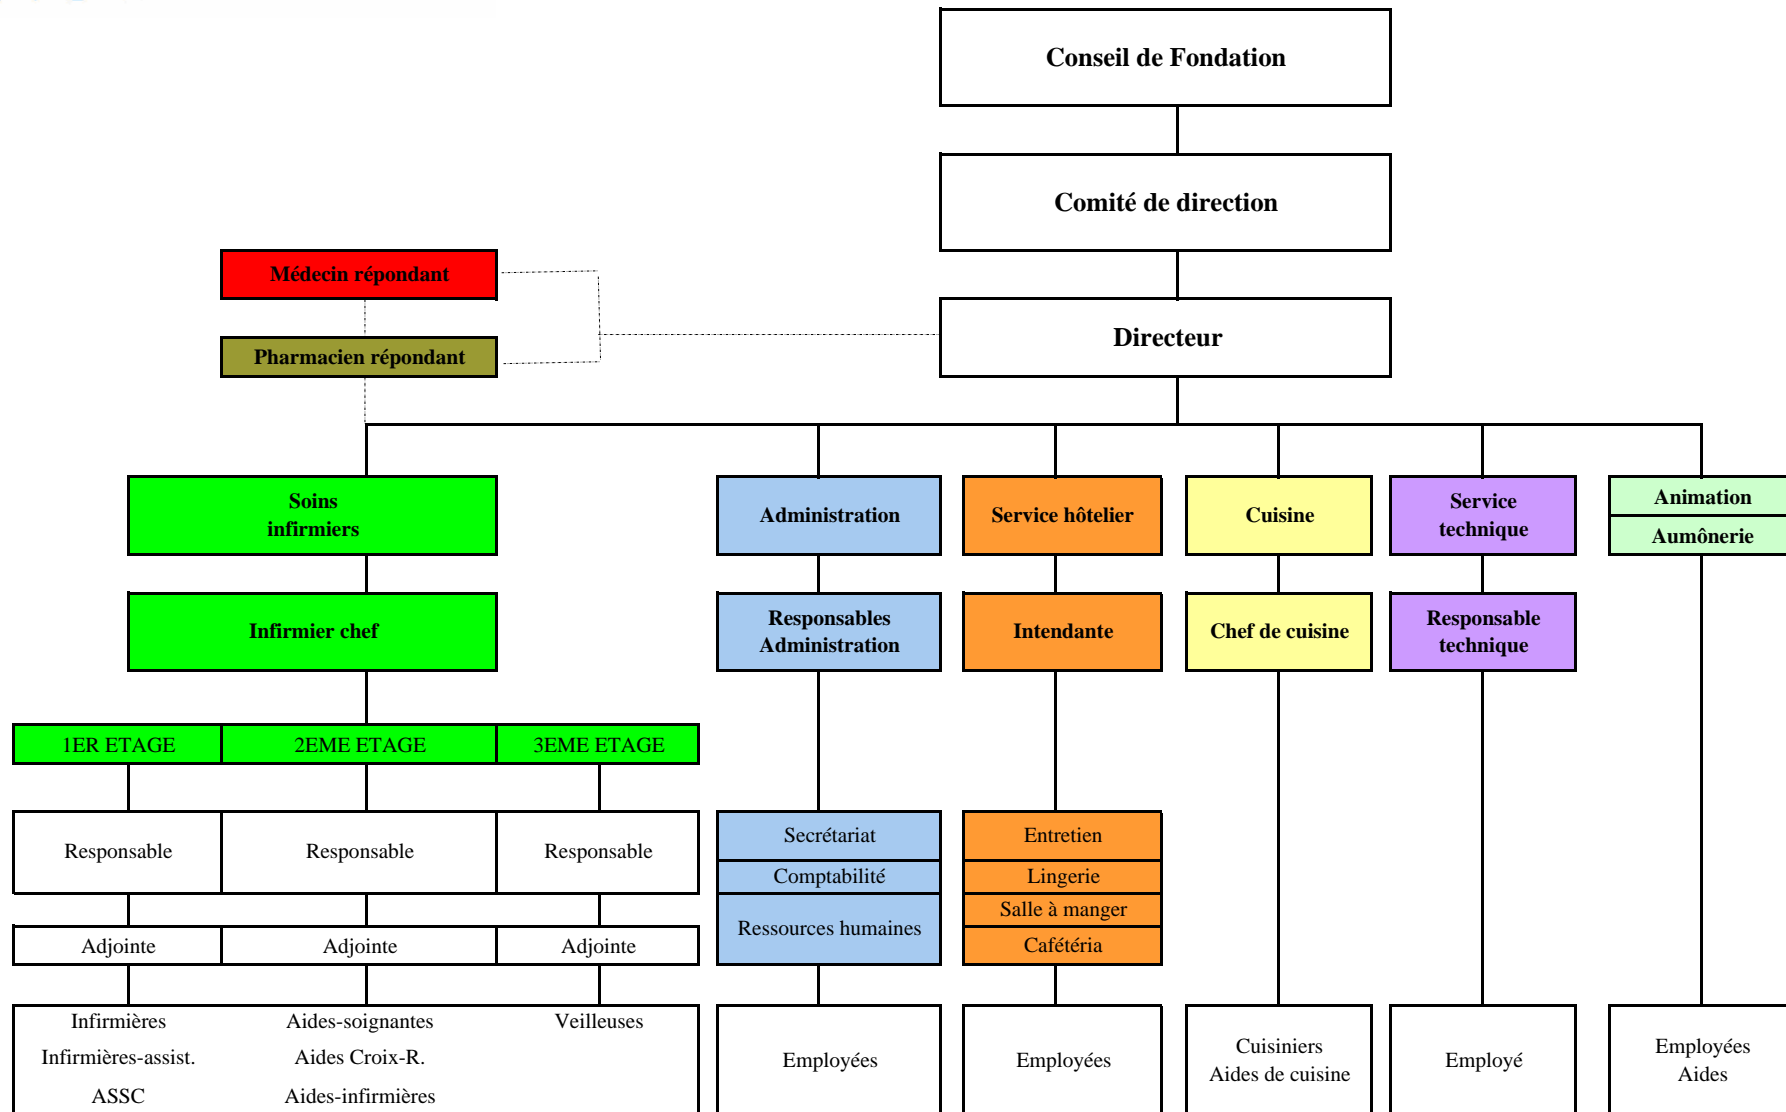 Conseil de Fondation
Comité de direction
Médecin répondant
Directeur
Pharmacien répondant
Soins
infirmiers
Administration
Service hôtelier
Cuisine
Service
technique
Animation
Aumônerie
Infirmier chef
Responsables
Administration
Intendante
Chef de cuisine
Responsable
technique
1ER ETAGE
2EME ETAGE
3EME ETAGE
Responsable
Responsable
Responsable
Secrétariat
Comptabilité
Ressources humaines
Entretien
Lingerie
Salle à manger
Cafétéria
Adjointe
Adjointe
Adjointe
Infirmières
Infirmières-assist.
ASSC
Aides-soignantes
Aides Croix-R.
Aides-infirmières
Veilleuses
Employées
Employées
Cuisiniers
Aides de cuisine
Employé
Employées
Aides